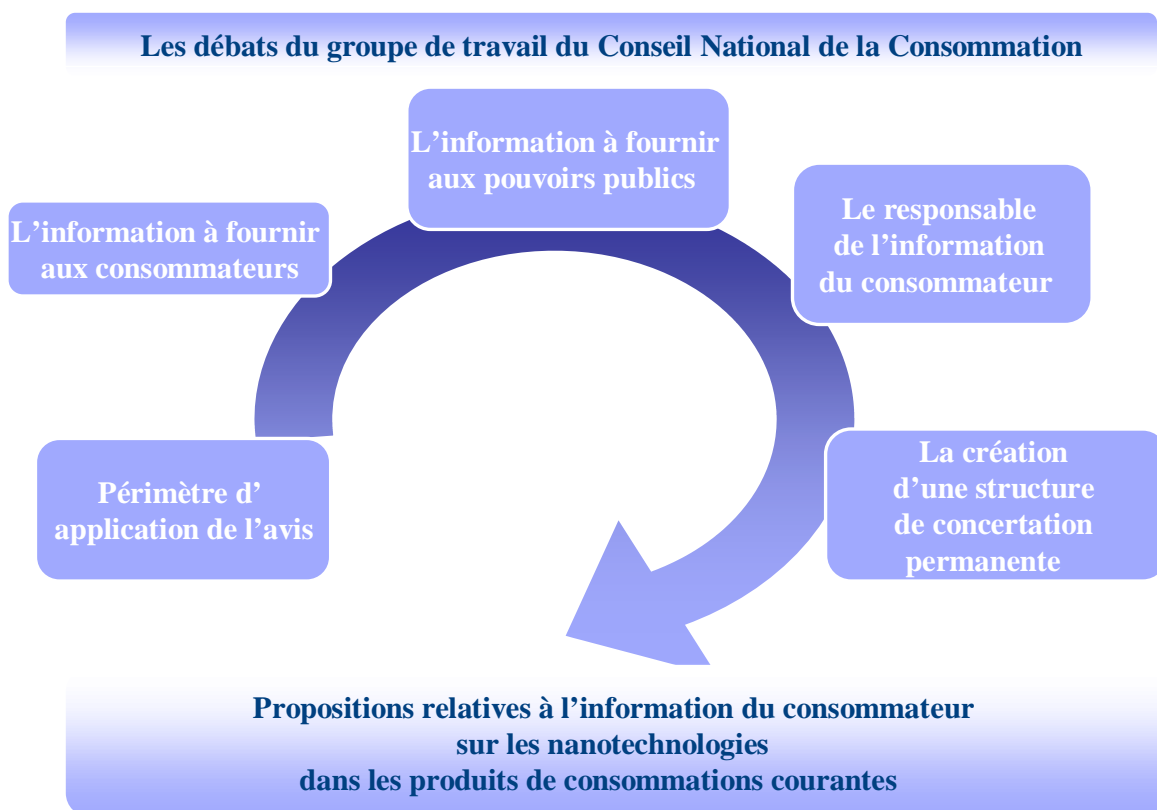 Les débats du groupe de travail du Conseil National de la Consommation
L’information à fournir
aux pouvoirs publics
L’information à fournir
aux consommateurs
Le responsable
de l’information
du consommateur
Périmètre d’
application de l’avis
La création
d’une structure
de concertation
permanente
Propositions relatives à l’information du consommateur
sur les nanotechnologies
dans les produits de consommations courantes